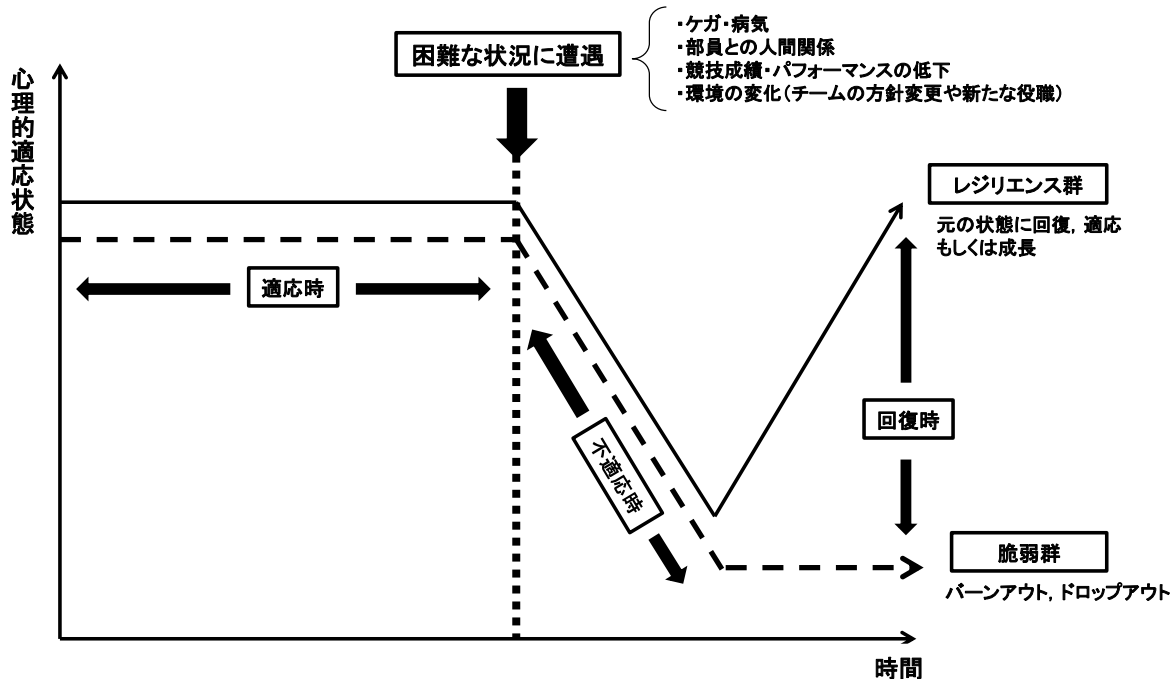 ・ケガ・病気
・部員との人間関係
・競技成績・パフォーマンスの低下
・環境の変化(チームの方針変更や新たな役職)
困難な状況に遭遇
心理的適応状態
レジリエンス群
元の状態に回復，適応
もしくは成長
適応時
回復時
不適応時
脆弱群
バーンアウト，ドロップアウト
時間